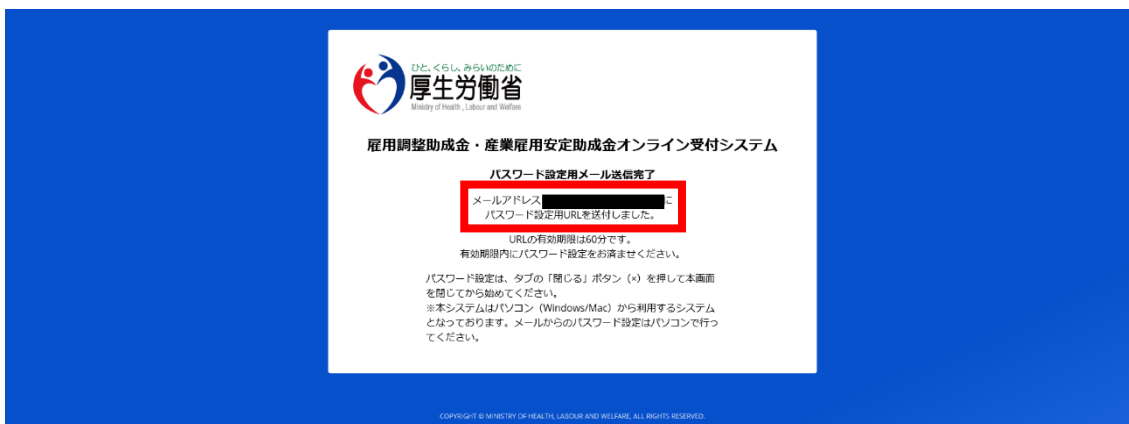 ひと、くらし、みらいのために
厚生労働省
Ministry of Health, Labour and Welfare
雇用調整助成金・産業雇用安定助成金オンライン受付システム
パスワード設定用メール送信完了
メールアドレス に
パスワード設定用URLを送付しました。
URLの有効期限は60分です。
有効期限内にパスワード設定をお済ませください。
パスワード設定は、タブの「閉じる」ボタン（×）を押して本画面
を閉じてから始めてください。
※本システムはパソコン（Windows/Mac）から利用するシステム
となっております。メールからのパスワード設定はパソコンで行っ
てください。
COPYRIGHT © MINISTRY OF HEALTH, LABOUR AND WELFARE, ALL RIGHTS RESERVED.